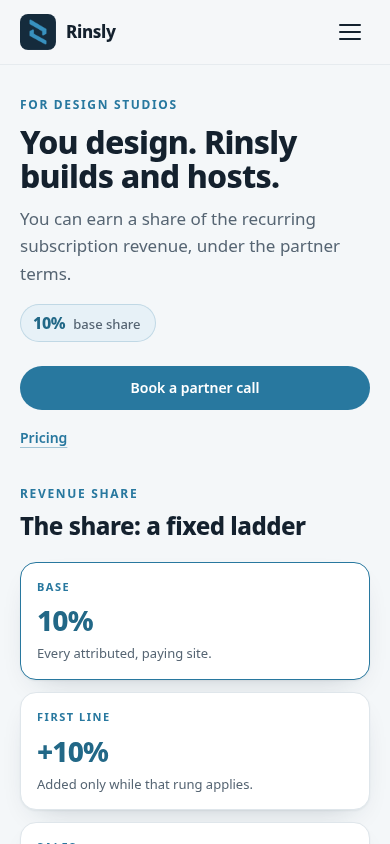 Rinsly
FOR DESIGN STUDIOS
You design. Rinsly
builds and hosts.
You can earn a share of the recurring
subscription revenue, under the partner
terms.
10% base share
Book a partner call
Pricing
REVENUE SHARE
The share: a fixed ladder
BASE
10%
Every attributed, paying site.
FIRST LINE
+10%
Added only while that rung applies.